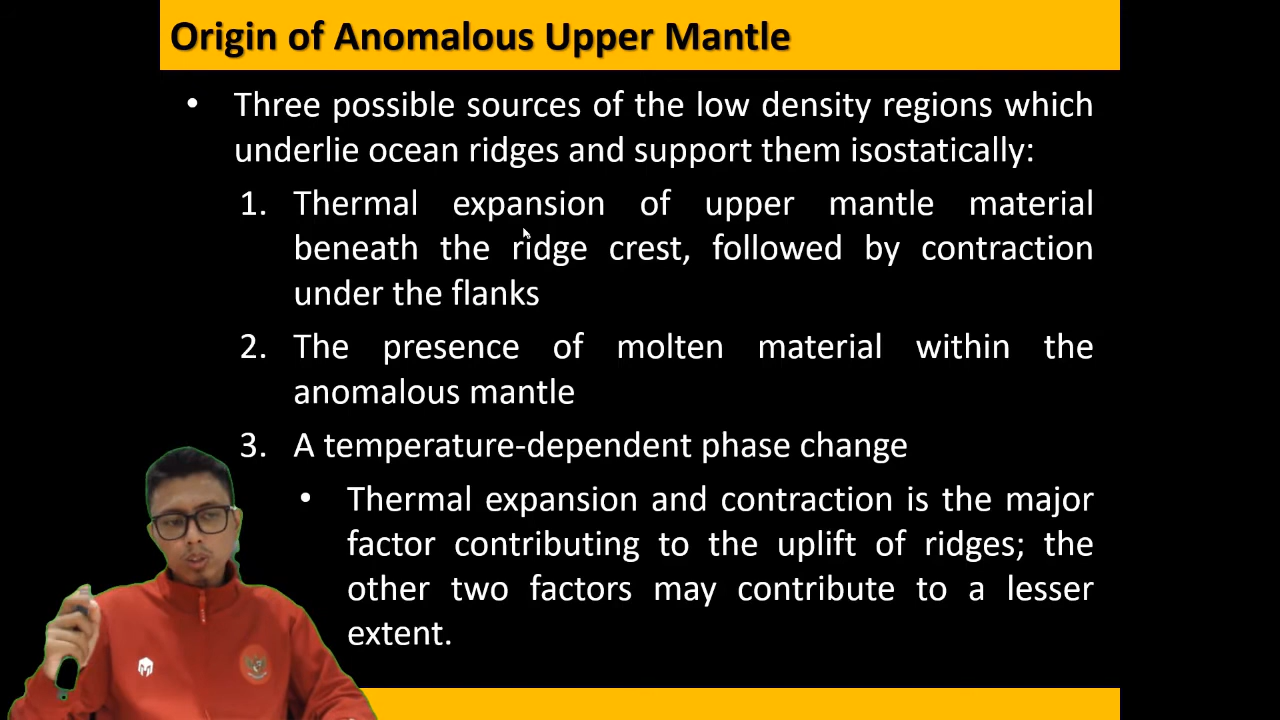 Origin of Anomalous Upper Mantle
• Three possible sources of the low density regions which
underlie ocean ridges and support them isostatically:
1. Thermal expansion of upper mantle material
beneath the ridge crest, followed by contraction
under the flanks
2. The presence of molten material within the
anomalous mantle
3. A temperature-dependent phase change
• Thermal expansion and contraction is the major
factor contributing to the uplift of ridges; the
other two factors may contribute to a lesser
extent.